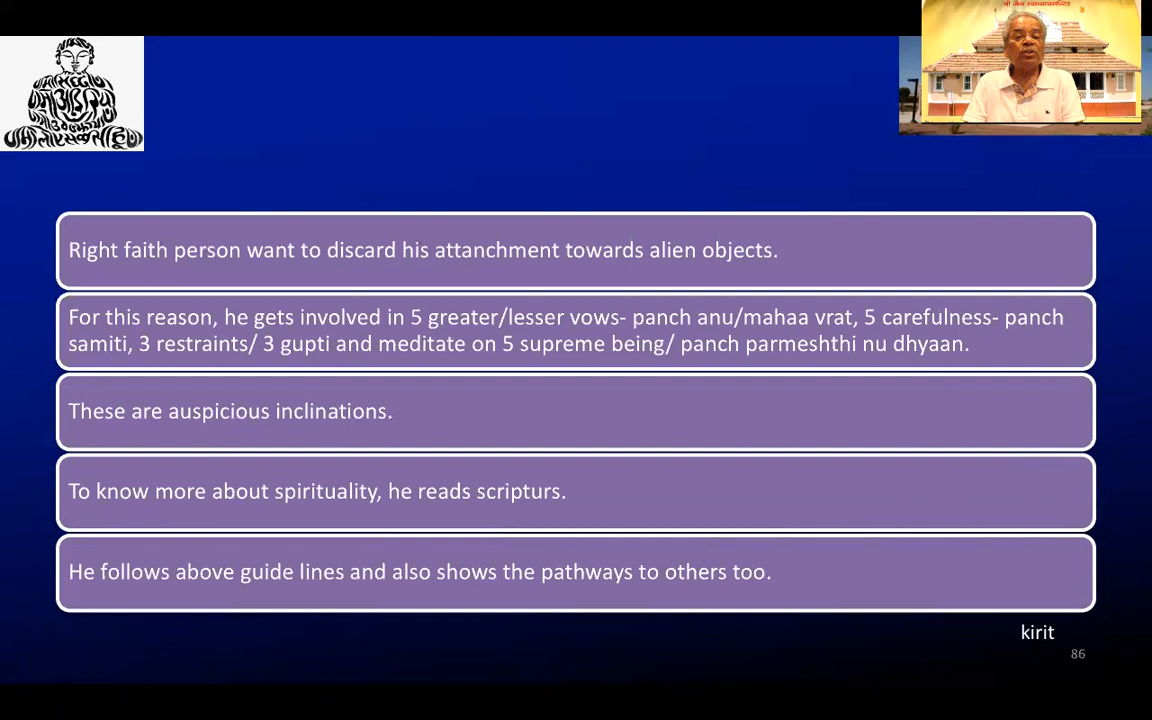 Right faith person want to discard his attanchment towards alien objects.
For this reason, he gets involved in 5 greater/lesser vows- panch anu/mahaa vrat, 5 carefulness- panch
samiti, 3 restraints/ 3 gupti and meditate on 5 supreme being/ panch parmeshthi nu dhyaan.
These are auspicious inclinations.
To know more about spirituality, he reads scripturs.
He follows above guide lines and also shows the pathways to others too.
kirit
86